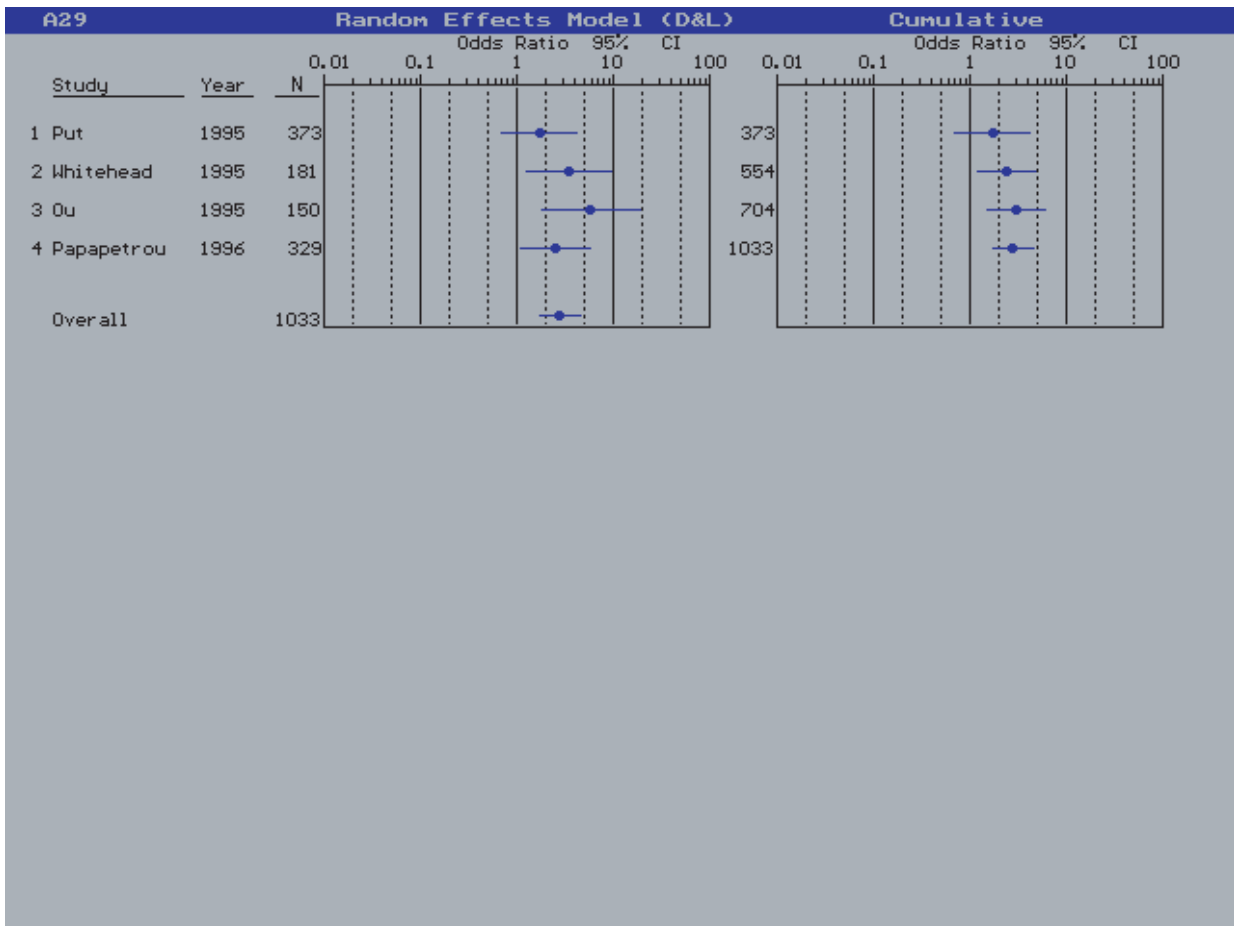 A29 Random Effects Model (D&L) Cumulative
Odds Ratio 95% CI Odds Ratio 95% CI
0.01 0.1 1 10 100 0.01 0.1 1 10 100
Study Year N
1 Put 1995 373 373
2 Whitehead 1995 181 554
3 Ou 1995 150 704
4 Papapetrou 1996 329 1033
Overall 1033